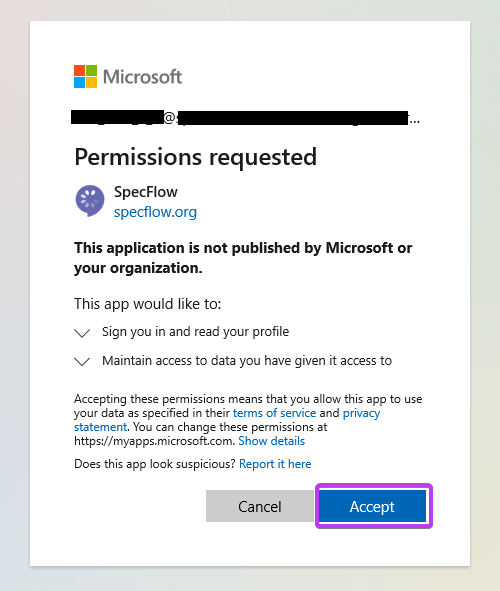 Microsoft
@
...
Permissions requested
SpecFlow
specflow.org
This application is not published by Microsoft or
your organization.
This app would like to:
Sign you in and read your profile
Maintain access to data you have given it access to
Accepting these permissions means that you allow this app to use
your data as specified in their terms of service and privacy
statement. You can change these permissions at
https://myapps.microsoft.com. Show details
Does this app look suspicious? Report it here
Cancel
Accept